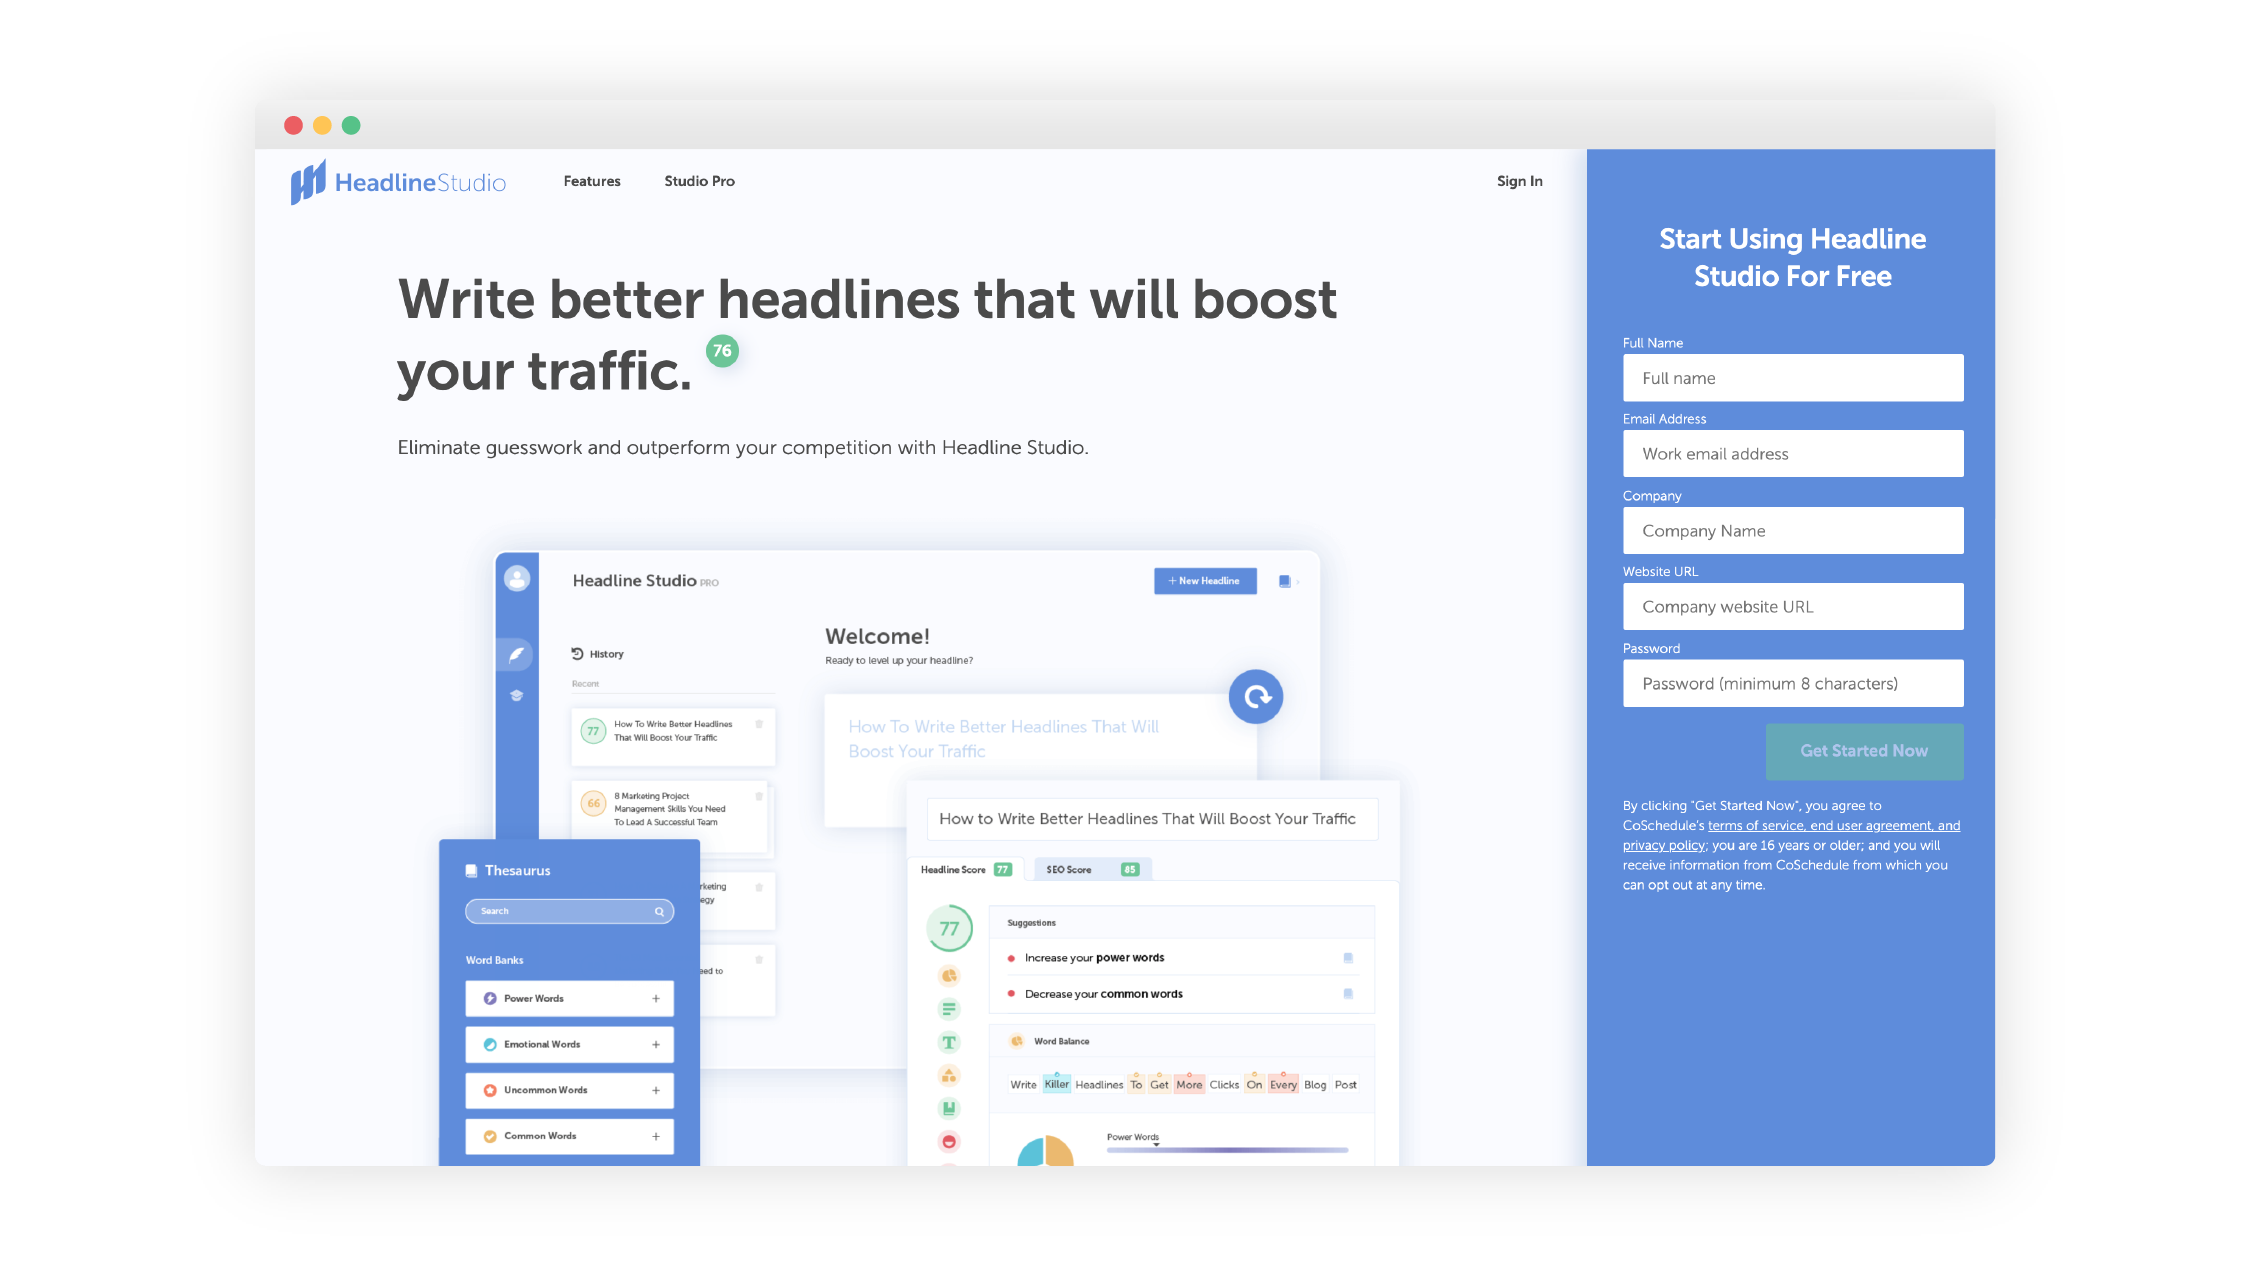 HeadlineStudio
Features
Studio Pro
Sign In
Write better headlines that will boost
your traffic.
76
Eliminate guesswork and outperform your competition with Headline Studio.
Headline Studio PRO
+ New Headline
History
Recent
77
How To Write Better Headlines
That Will Boost Your Traffic
66
8 Marketing Project
Management Skills You Need
To Lead A Successful Team
rketing
egy
eed to
Welcome!
Ready to level up your headline?
How To Write Better Headlines That Will
Boost Your Traffic
Thesaurus
Search
Word Banks
Power Words +
Emotional Words +
Uncommon Words +
Common Words +
How to Write Better Headlines That Will Boost Your Traffic
Headline Score 77
SEO Score 85
77
Suggestions
Increase your power words
Decrease your common words
Word Balance
Write Killer Headlines To Get More Clicks On Every Blog Post
Power Words
Start Using Headline
Studio For Free
Full Name
Full name
Email Address
Work email address
Company
Company Name
Website URL
Company website URL
Password
Password (minimum 8 characters)
Get Started Now
By clicking "Get Started Now", you agree to
CoSchedule's terms of service, end user agreement, and
privacy policy; you are 16 years or older; and you will
receive information from CoSchedule from which you
can opt out at any time.